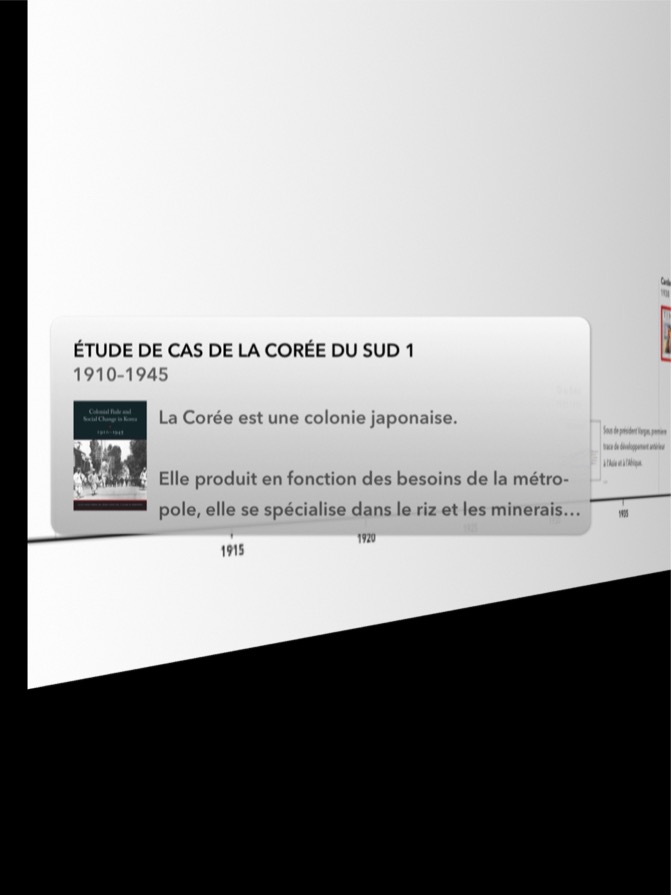 ÉTUDE DE CAS DE LA CORÉE DU SUD 1
1910-1945
Colonial Rule and
Social Change in Korea
1910-1945
La Corée est une colonie japonaise.
Elle produit en fonction des besoins de la métro-
pole, elle se spécialise dans le riz et les minerais...
Sous de président Vargas, première
trace de développement antérieur
à l'Asie et à l'Afrique.
1915
1920